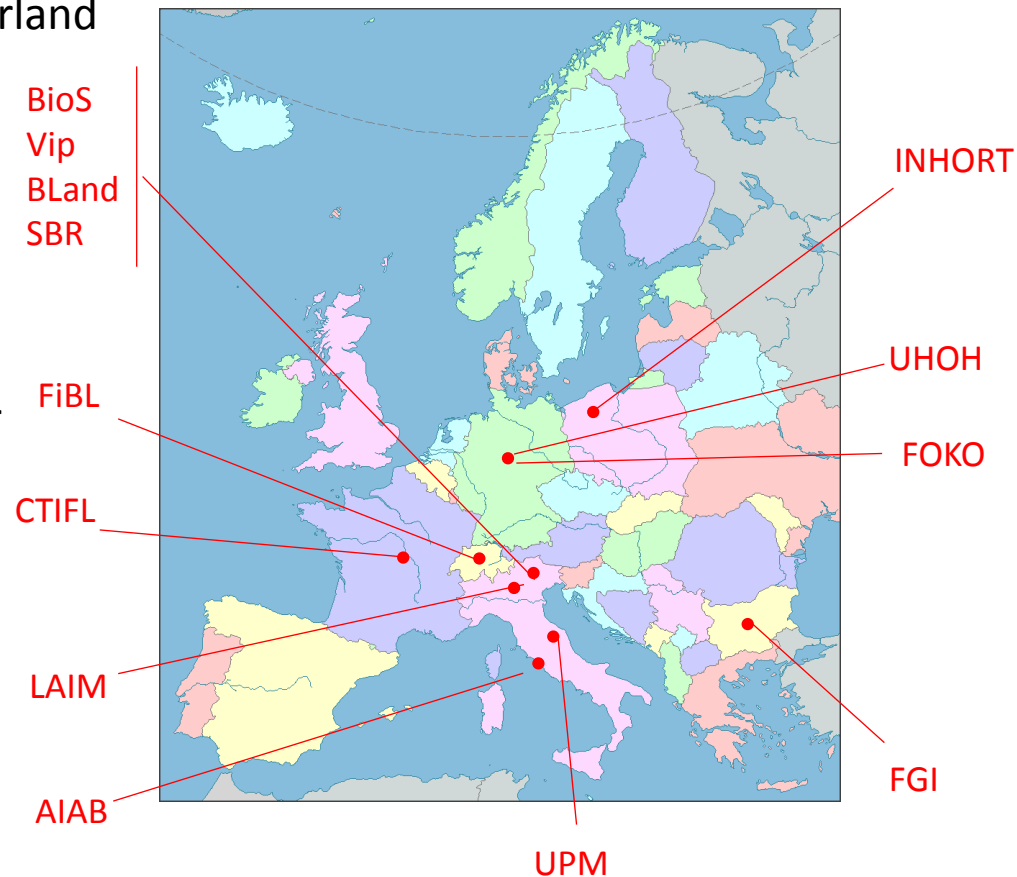 rland
BioS
Vip
BLand
SBR
INHORT
UHOH
FiBL
FOKO
CTIFL
LAIM
FGI
AIAB
UPM